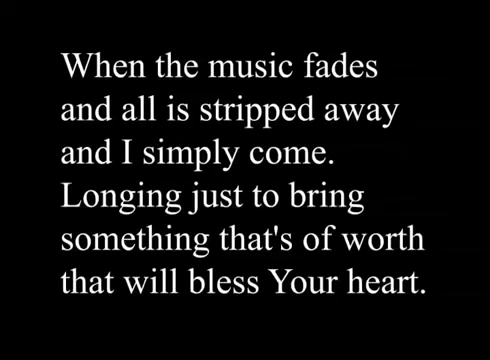 When the music fades
and all is stripped away
and I simply come.
Longing just to bring
something that's of worth
that will bless Your heart.